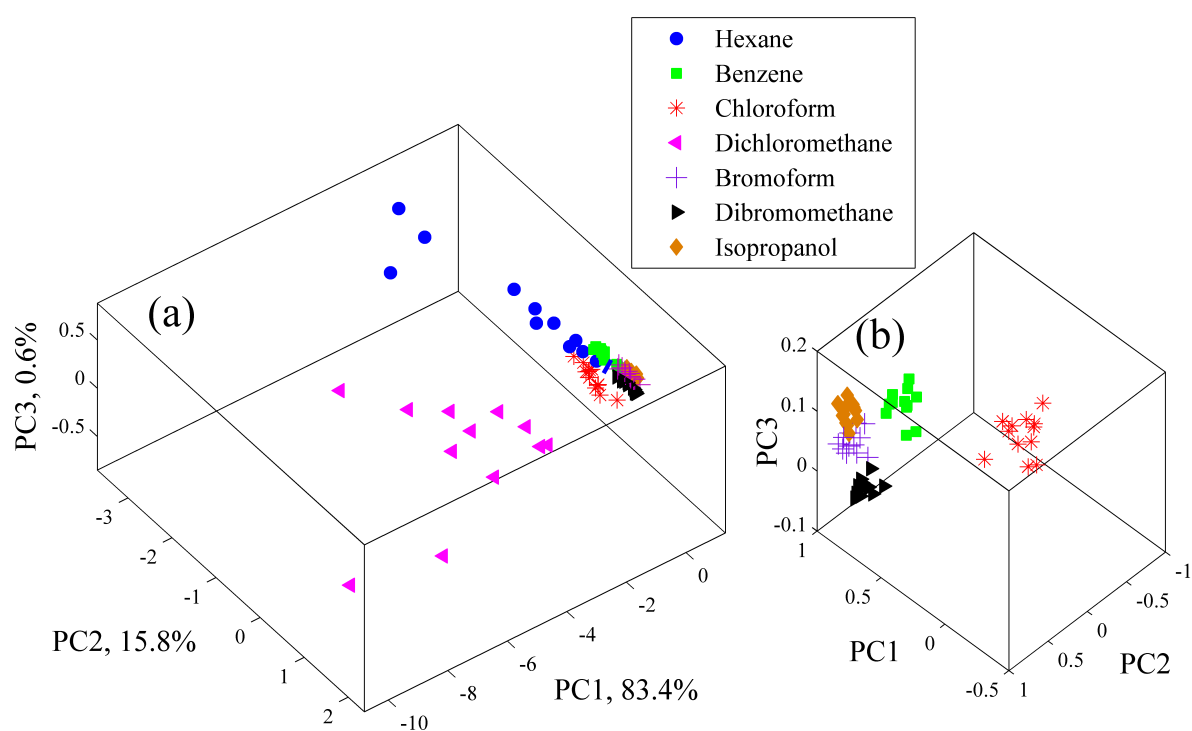 Hexane
Benzene
Chloroform
Dichloromethane
Bromoform
Dibromomethane
Isopropanol
(a)
PC3, 0.6%
0.5
0
-0.5
-3
-2
-1
0
1
2
PC2, 15.8%
-10
-8
-6
-4
-2
0
PC1, 83.4%
(b)
PC3
0.2
0.1
0
-0.1
1
0.5
0
-0.5
PC1
1
0.5
0
-0.5
-1
PC2